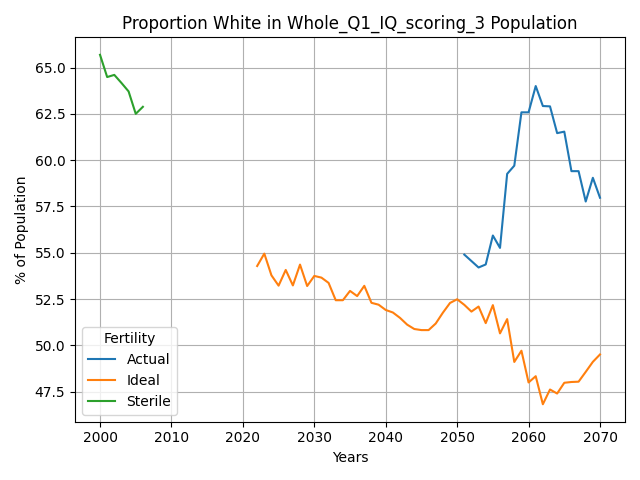 Proportion White in Whole_Q1_IQ_scoring_3 Population
% of Population
65.0
62.5
60.0
57.5
55.0
52.5
50.0
47.5
Fertility
Actual
Ideal
Sterile
2000 2010 2020 2030 2040 2050 2060 2070
Years